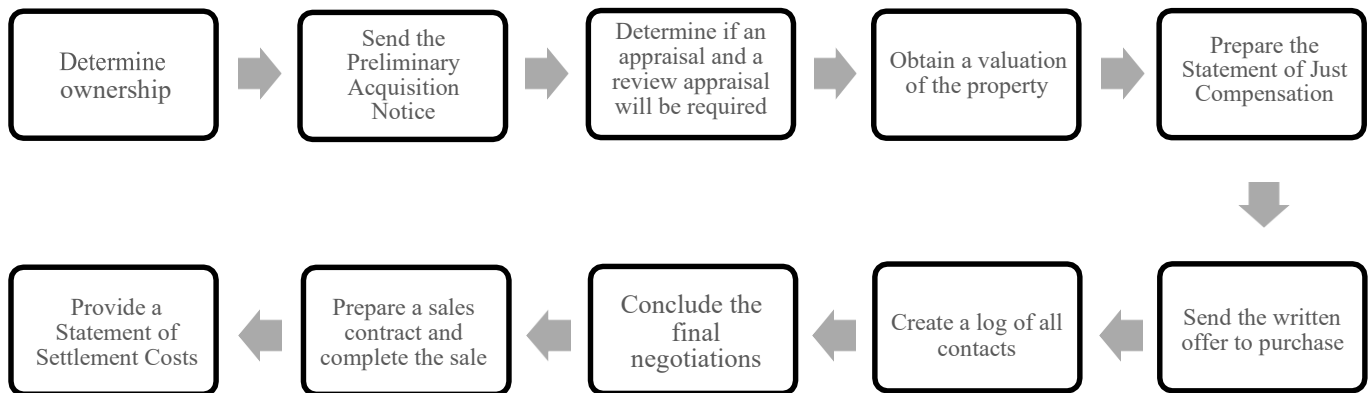 Determine
ownership
Send the
Preliminary
Acquisition
Notice
Determine if an
appraisal and a
review appraisal
will be required
Obtain a valuation
of the property
Prepare the
Statement of Just
Compensation
Send the written
offer to purchase
Create a log of all
contacts
Conclude the
final
negotiations
Prepare a sales
contract and
complete the sale
Provide a
Statement of
Settlement Costs